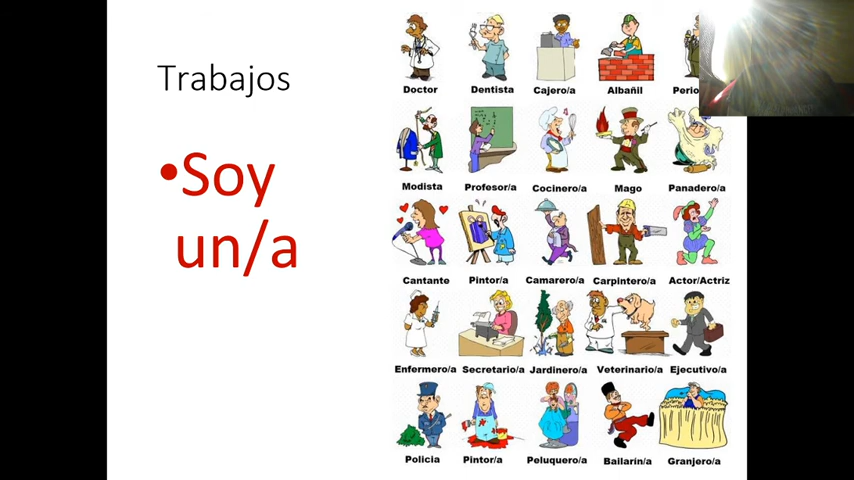 Trabajos
•Soy
un/a
Doctor Dentista Cajero/a Albañil Perio
Modista Profesor/a Cocinero/a Mago Panadero/a
Cantante Pintor/a Camarero/a Carpintero/a Actor/Actriz
Enfermero/a Secretario/a Jardinero/a Veterinario/a Ejecutivo/a
Policia Pintor/a Peluquero/a Bailarín/a Granjero/a